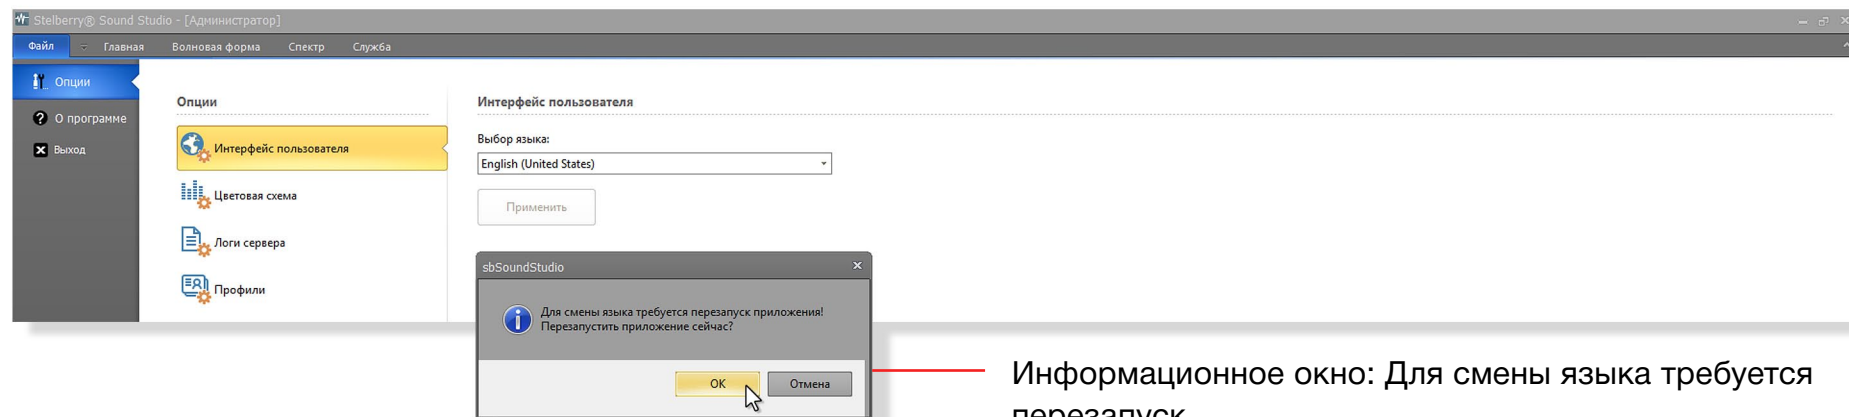 Stelberry® Sound Studio - [Администратор]
Файл Главная Волновая форма Спектр Служба
Опции
О программе
Выход
Опции
Интерфейс пользователя
Цветовая схема
Логи сервера
Профили
Интерфейс пользователя
Выбор языка:
English (United States)
Применить
sbSoundStudio
Для смены языка требуется перезапуск приложения!
Перезапустить приложение сейчас?
OK Отмена
Информационное окно: Для смены языка требуется
перезапуск